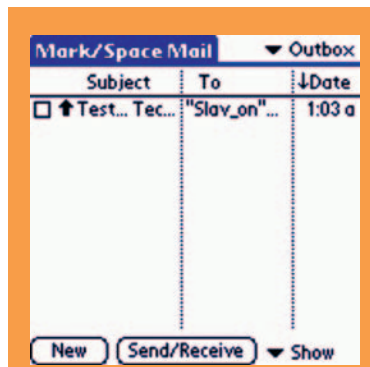 Mark/Space Mail Outbox
Subject To Date
Test... Tec... "Slav_on"... 1:03 a
New Send/Receive Show